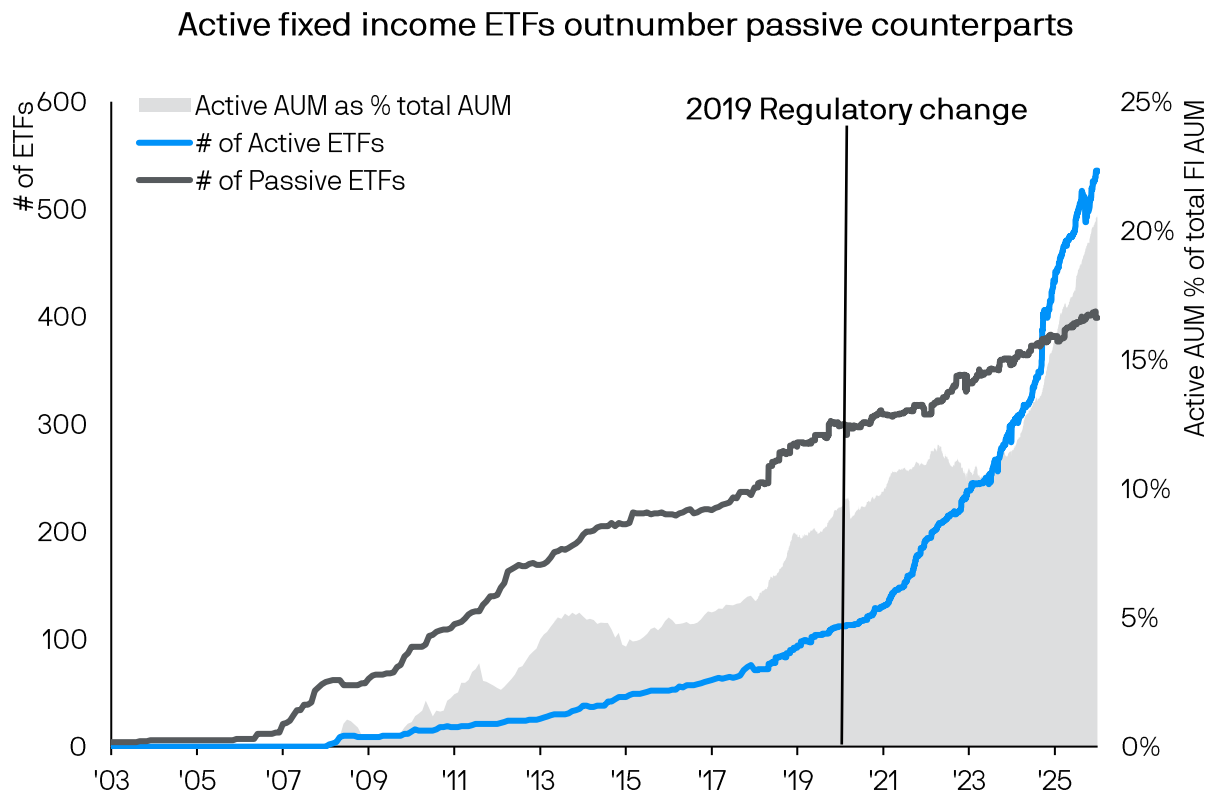 Active fixed income ETFs outnumber passive counterparts
Active AUM as % total AUM
# of Active ETFs
# of Passive ETFs
2019 Regulatory change
# of ETFs
600
500
400
300
200
100
0
25%
20%
15%
10%
5%
0%
Active AUM % of total FI AUM
'03 '05 '07 '09 '11 '13 '15 '17 '19 '21 '23 '25